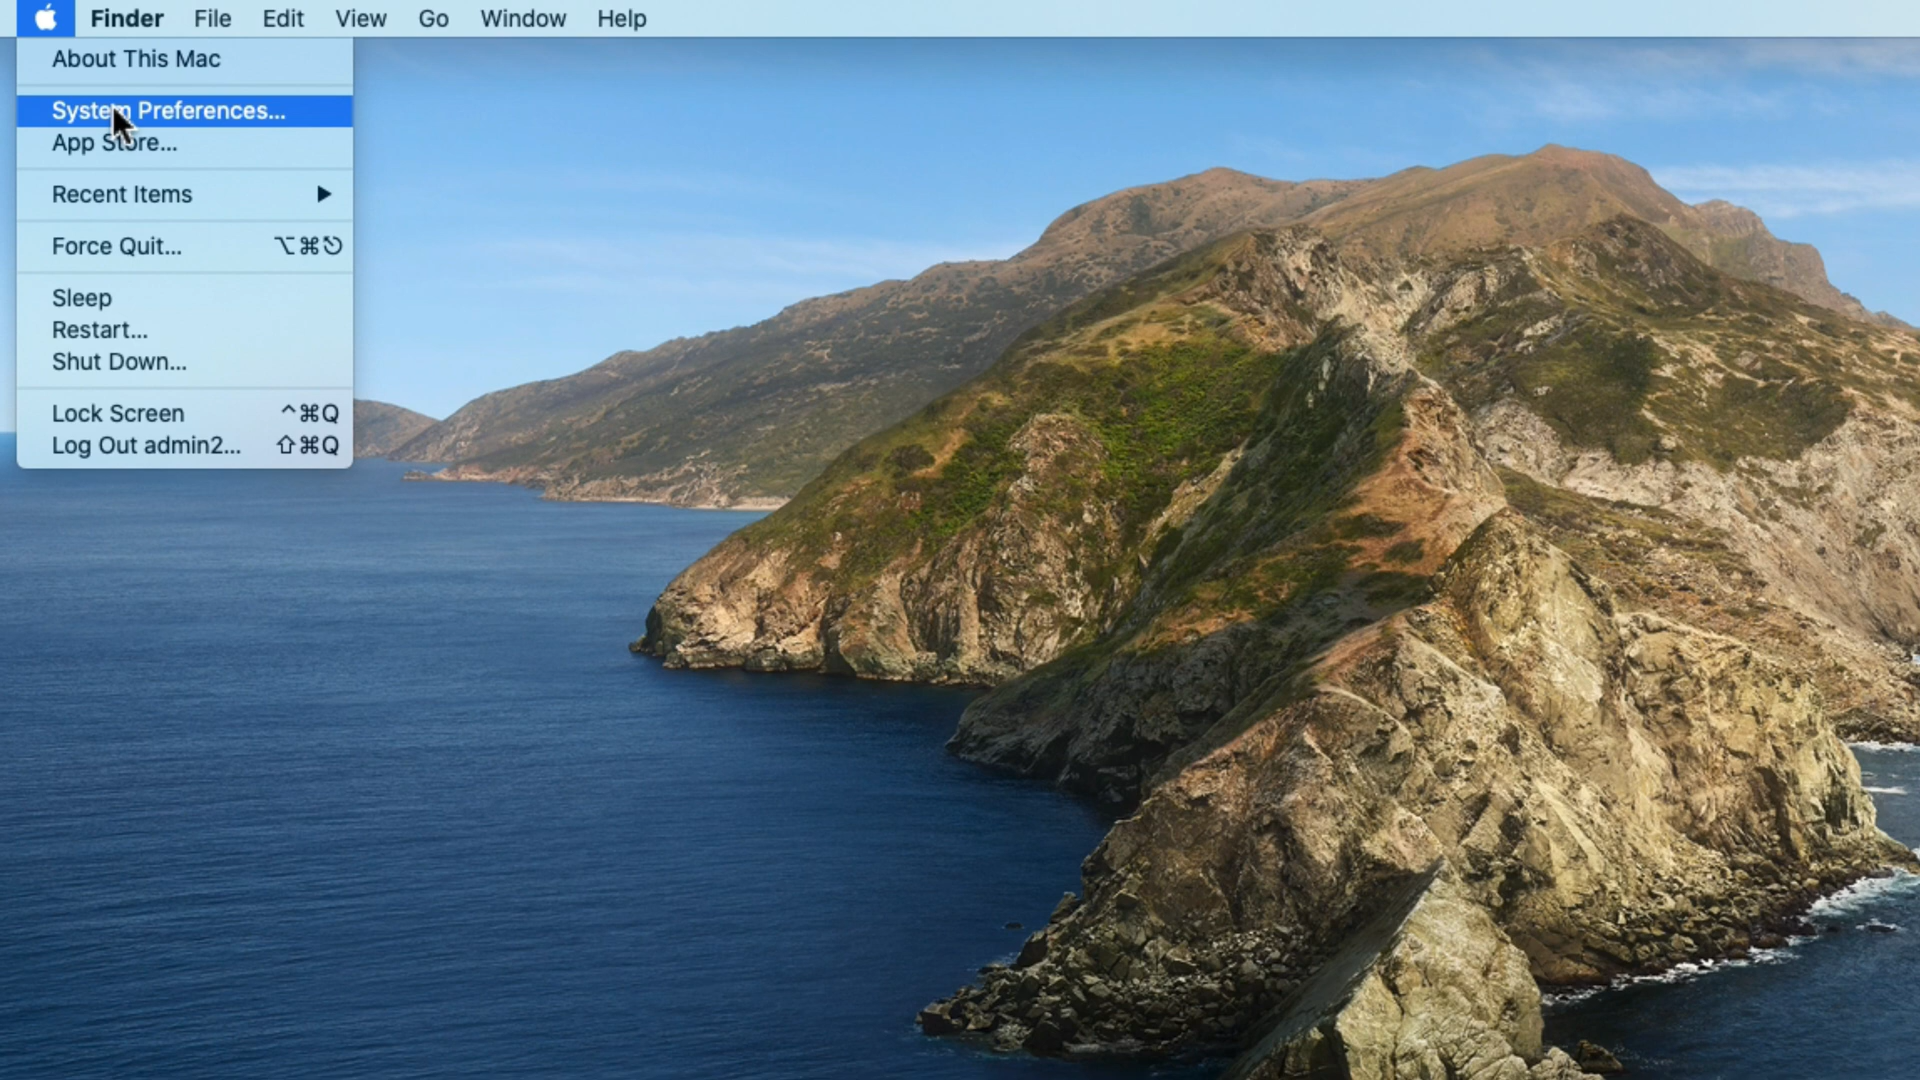 Finder File Edit View Go Window Help
About This Mac
System Preferences...
App Store...
Recent Items ▶
Force Quit... ⌥⌘⎋
Sleep
Restart...
Shut Down...
Lock Screen ^⌘Q
Log Out admin2... ⇧⌘Q